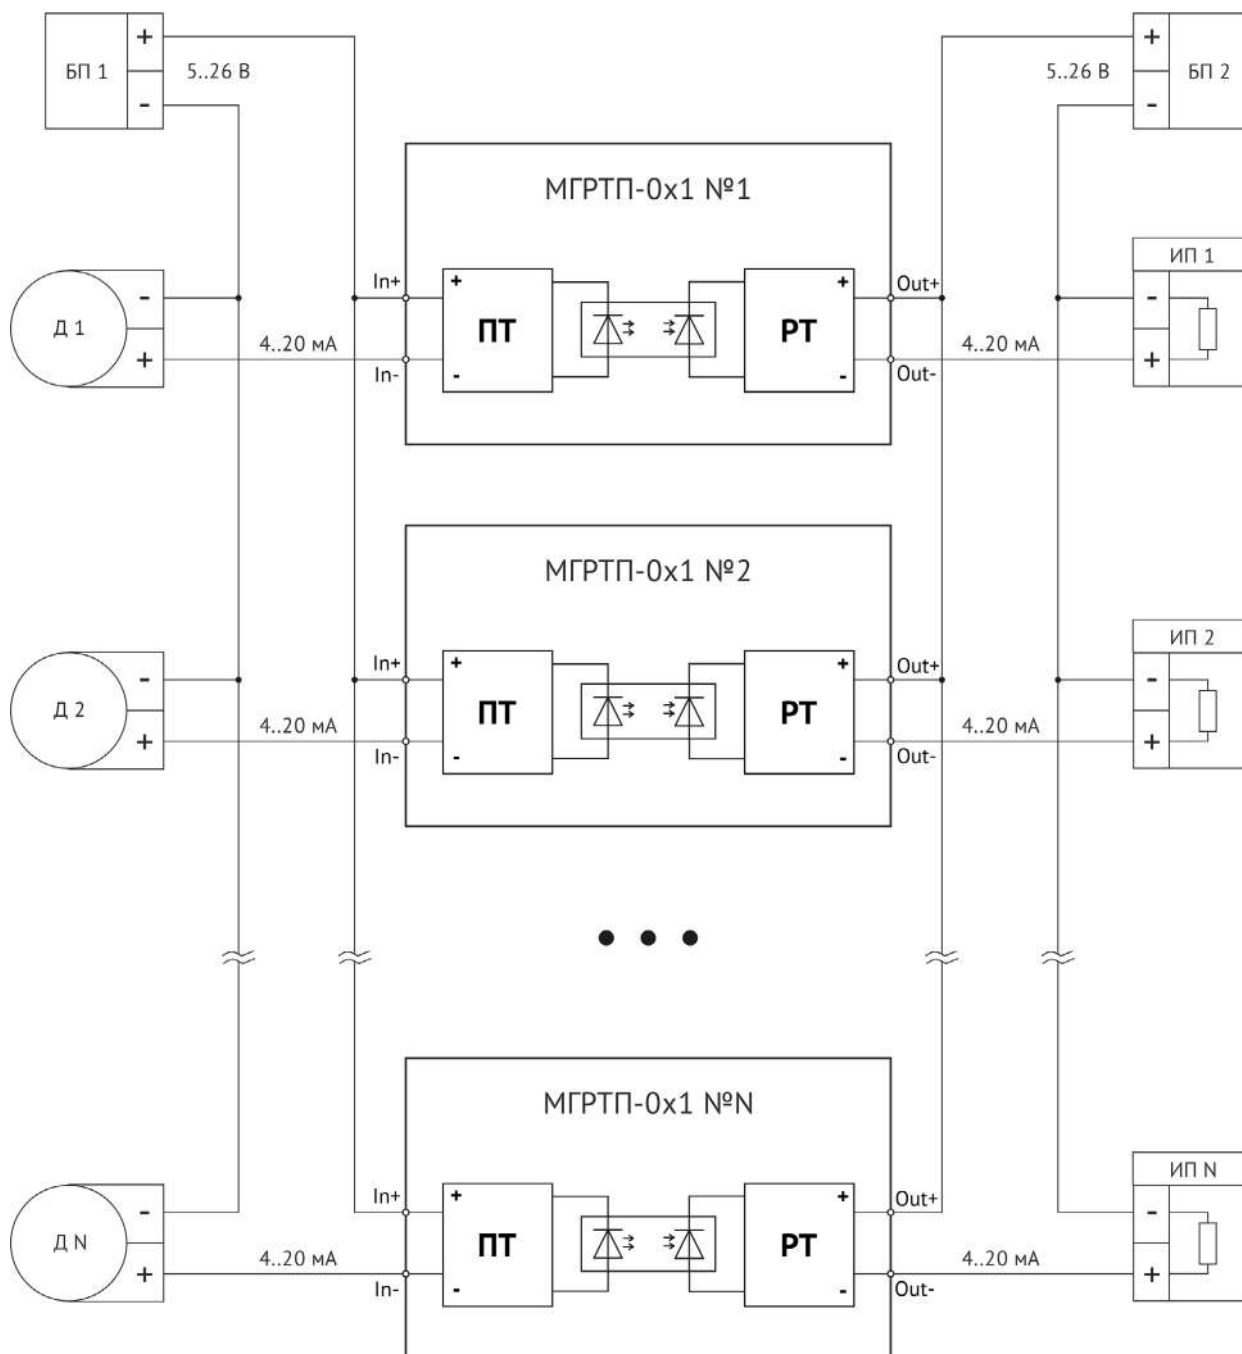 +
БП 1
5..26 В
-
+
5..26 В
БП 2
-
МГРТП-0x1 №1
In+
+
+
Out+
ИП 1
-
-
Д 1
4..20 мА
ПТ
РТ
4..20 мА
+
In-
-
-
Out-
+
МГРТП-0x1 №2
In+
+
+
Out+
ИП 2
-
-
Д 2
4..20 мА
ПТ
РТ
4..20 мА
+
In-
-
-
Out-
+
• • •
МГРТП-0x1 №N
In+
+
+
Out+
ИП N
-
-
Д N
4..20 мА
ПТ
РТ
4..20 мА
+
In-
-
-
Out-
+